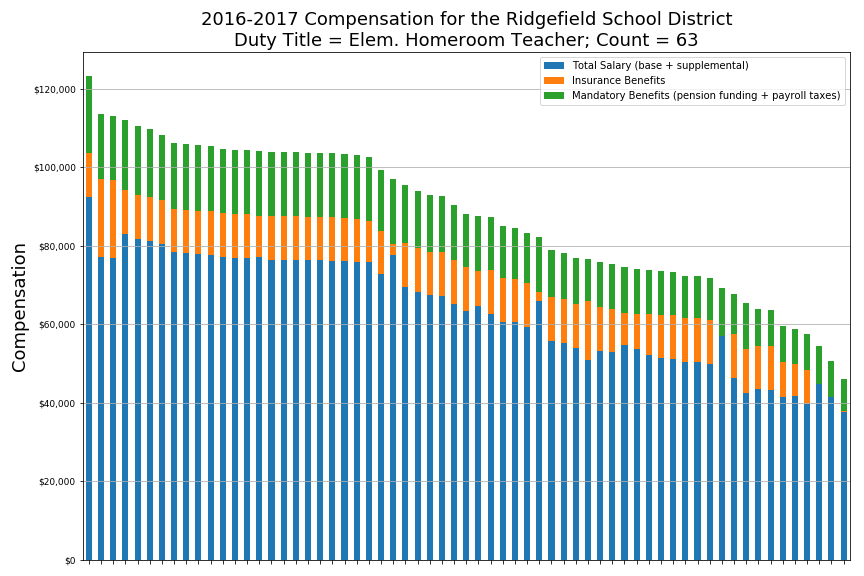 2016-2017 Compensation for the Ridgefield School District
Duty Title = Elem. Homeroom Teacher; Count = 63
Total Salary (base + supplemental)
Insurance Benefits
Mandatory Benefits (pension funding + payroll taxes)
Compensation
$120,000
$100,000
$80,000
$60,000
$40,000
$20,000
$0